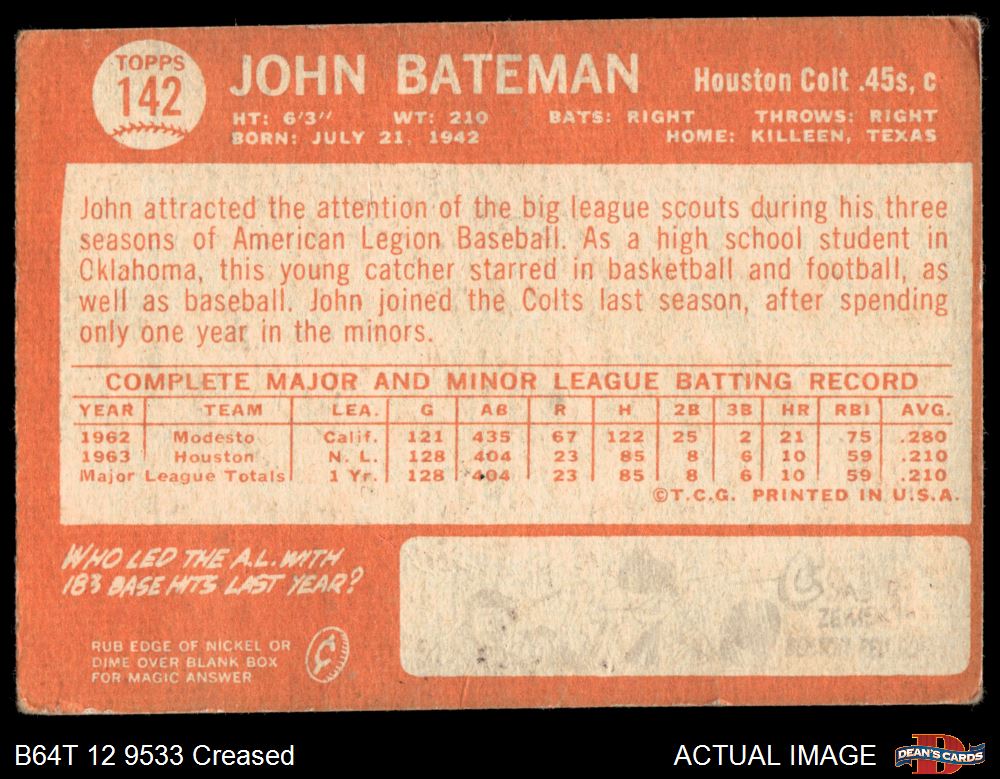 TOPPS
142
JOHN BATEMAN
Houston Colt .45s, c
HT: 6'3" WT: 210 BATS: RIGHT THROWS: RIGHT
BORN: JULY 21, 1942 HOME: KILLEEN, TEXAS
John attracted the attention of the big league scouts during his three
seasons of American Legion Baseball. As a high school student in
Oklahoma, this young catcher starred in basketball and football, as
well as baseball. John joined the Colts last season, after spending
only one year in the minors.
COMPLETE MAJOR AND MINOR LEAGUE BATTING RECORD
YEAR TEAM LEA. G AB R H 2B 3B HR RBI AVG.
1962 Modesto Calif. 121 435 67 122 25 2 21 75 .280
1963 Houston N. L. 128 404 23 85 8 6 10 59 .210
Major League Totals 1 Yr. 128 404 23 85 8 6 10 59 .210
©T.C.G. PRINTED IN U.S.A.
WHO LED THE A.L. WITH
183 BASE HITS LAST YEAR?
RUB EDGE OF NICKEL OR
DIME OVER BLANK BOX
FOR MAGIC ANSWER
B64T 12 9533 Creased
ACTUAL IMAGE
DEAN'S CARDS